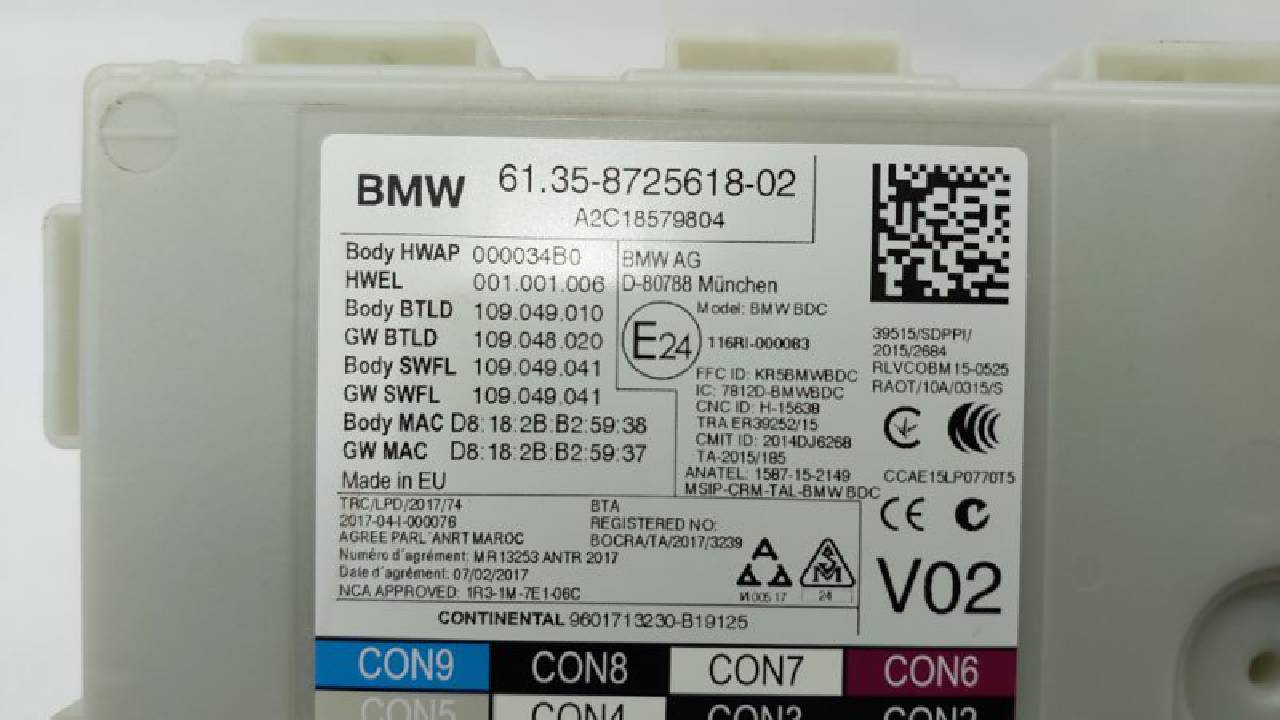 BMW 61.35-8725618-02
A2C18579804
Body HWAP 000034B0
HWEL 001.001.006
Body BTLD 109.049.010
GW BTLD 109.048.020
Body SWFL 109.049.041
GW SWFL 109.049.041
Body MAC D8:18:2B:B2:59:38
GW MAC D8:18:2B:B2:59:37
Made in EU
BMW AG
D-80788 München
Model: BMW BDC
E24
116RI-000083
FFC ID: KR5BMWBDC
IC: 7812D-BMWBDC
CNC ID: H-15638
TRA ER39252/15
CMIT ID: 2014DJ6268
TA-2015/185
ANATEL: 1587-15-2149
MSIP-CRM-TAL-BMW BDC
39515/SDPPI/
2015/2684
RLVCOBM15-0525
RAOT/10A/0315/S
CCAE15LP0770T5
CE
V02
TRC/LPD/2017/74
2017-04-I-000076
AGREE PARL´ANRT MAROC
Numéro d´agrément: MR 13253 ANTR 2017
Date d´agrément: 07/02/2017
NCA APPROVED: 1R3-1M-7E1-06C
BTA
REGISTERED NO:
BOCRA/TA/2017/3239
24
CONTINENTAL 9601713230-B19125
CON9 CON8 CON7 CON6
CON5 CON4 CON3 CON2